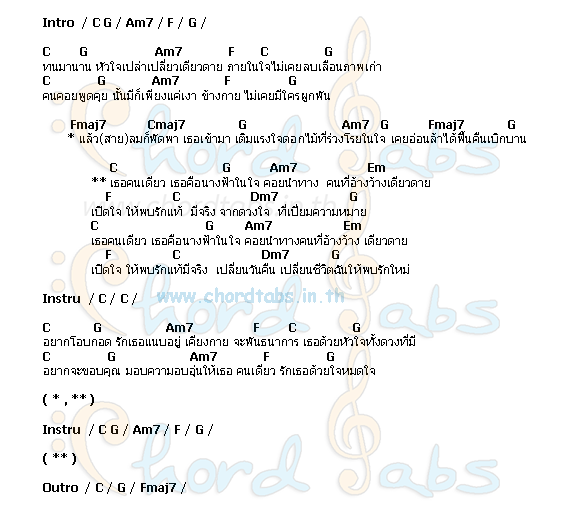 Intro / C G / Am7 / F / G /
C G Am7 F C G
ทนมานาน หัวใจเปล่าเปลี่ยวเดียวดาย ภายในใจไม่เคยลบเลือนภาพเก่า
C G Am7 F G
คนคอยพูดคุย นั้นมีก็เพียงแค่เงา ข้างกาย ไม่เคยมีใครผูกพัน
Fmaj7 Cmaj7 G Am7 G Fmaj7 G
* แล้ว(สาย)ลมก็พัดพา เธอเข้ามา เติมแรงใจดอกไม้ที่ร่วงโรยในใจ เคยอ่อนล้าได้ฟื้นคืนเบิกบาน
C G Am7 Em
** เธอคนเดียว เธอคือนางฟ้าในใจ คอยนำทาง คนที่อ้างว้างเดียวดาย
F C Dm7 G
เปิดใจ ให้พบรักแท้ มีจริง จากดวงใจ ที่เปี่ยมความหมาย
C G Am7 Em
เธอคนเดียว เธอคือนางฟ้าในใจ คอยนำทางคนที่อ้างว้าง เดียวดาย
F C Dm7 G
เปิดใจ ให้พบรักแท้มีจริง เปลี่ยนวันคืน เปลี่ยนชีวิตฉันให้พบรักใหม่
Instru / C / C /
www.chordtabs.in.th
C G Am7 F C G
อยากโอบกอด รักเธอแนบอยู่ เคียงกาย จะพันธนาการ เธอด้วยหัวใจทั้งดวงที่มี
C G Am7 F G
อยากจะขอบคุณ มอบความอบอุ่นให้เธอ คนเดียว รักเธอด้วยใจหมดใจ
( * , ** )
Instru / C G / Am7 / F / G /
( ** )
Outro / C / G / Fmaj7 /